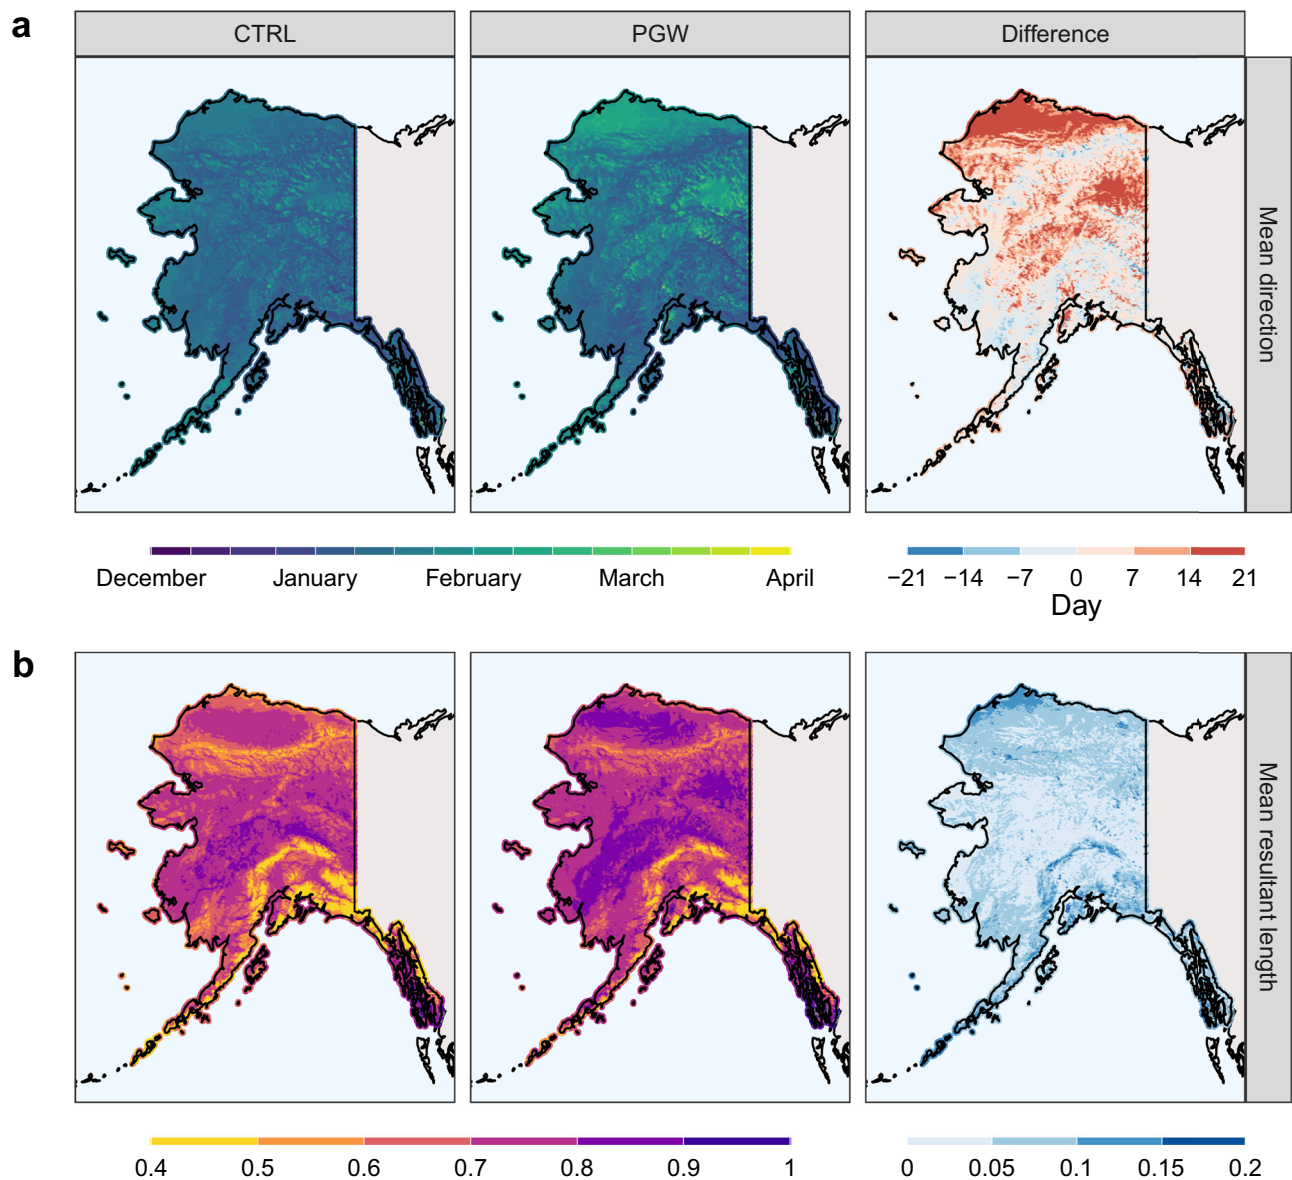 a
CTRL PGW Difference
Mean direction
December January February March April
−21 −14 −7 0 7 14 21
Day
b
Mean resultant length
0.4 0.5 0.6 0.7 0.8 0.9 1
0 0.05 0.1 0.15 0.2